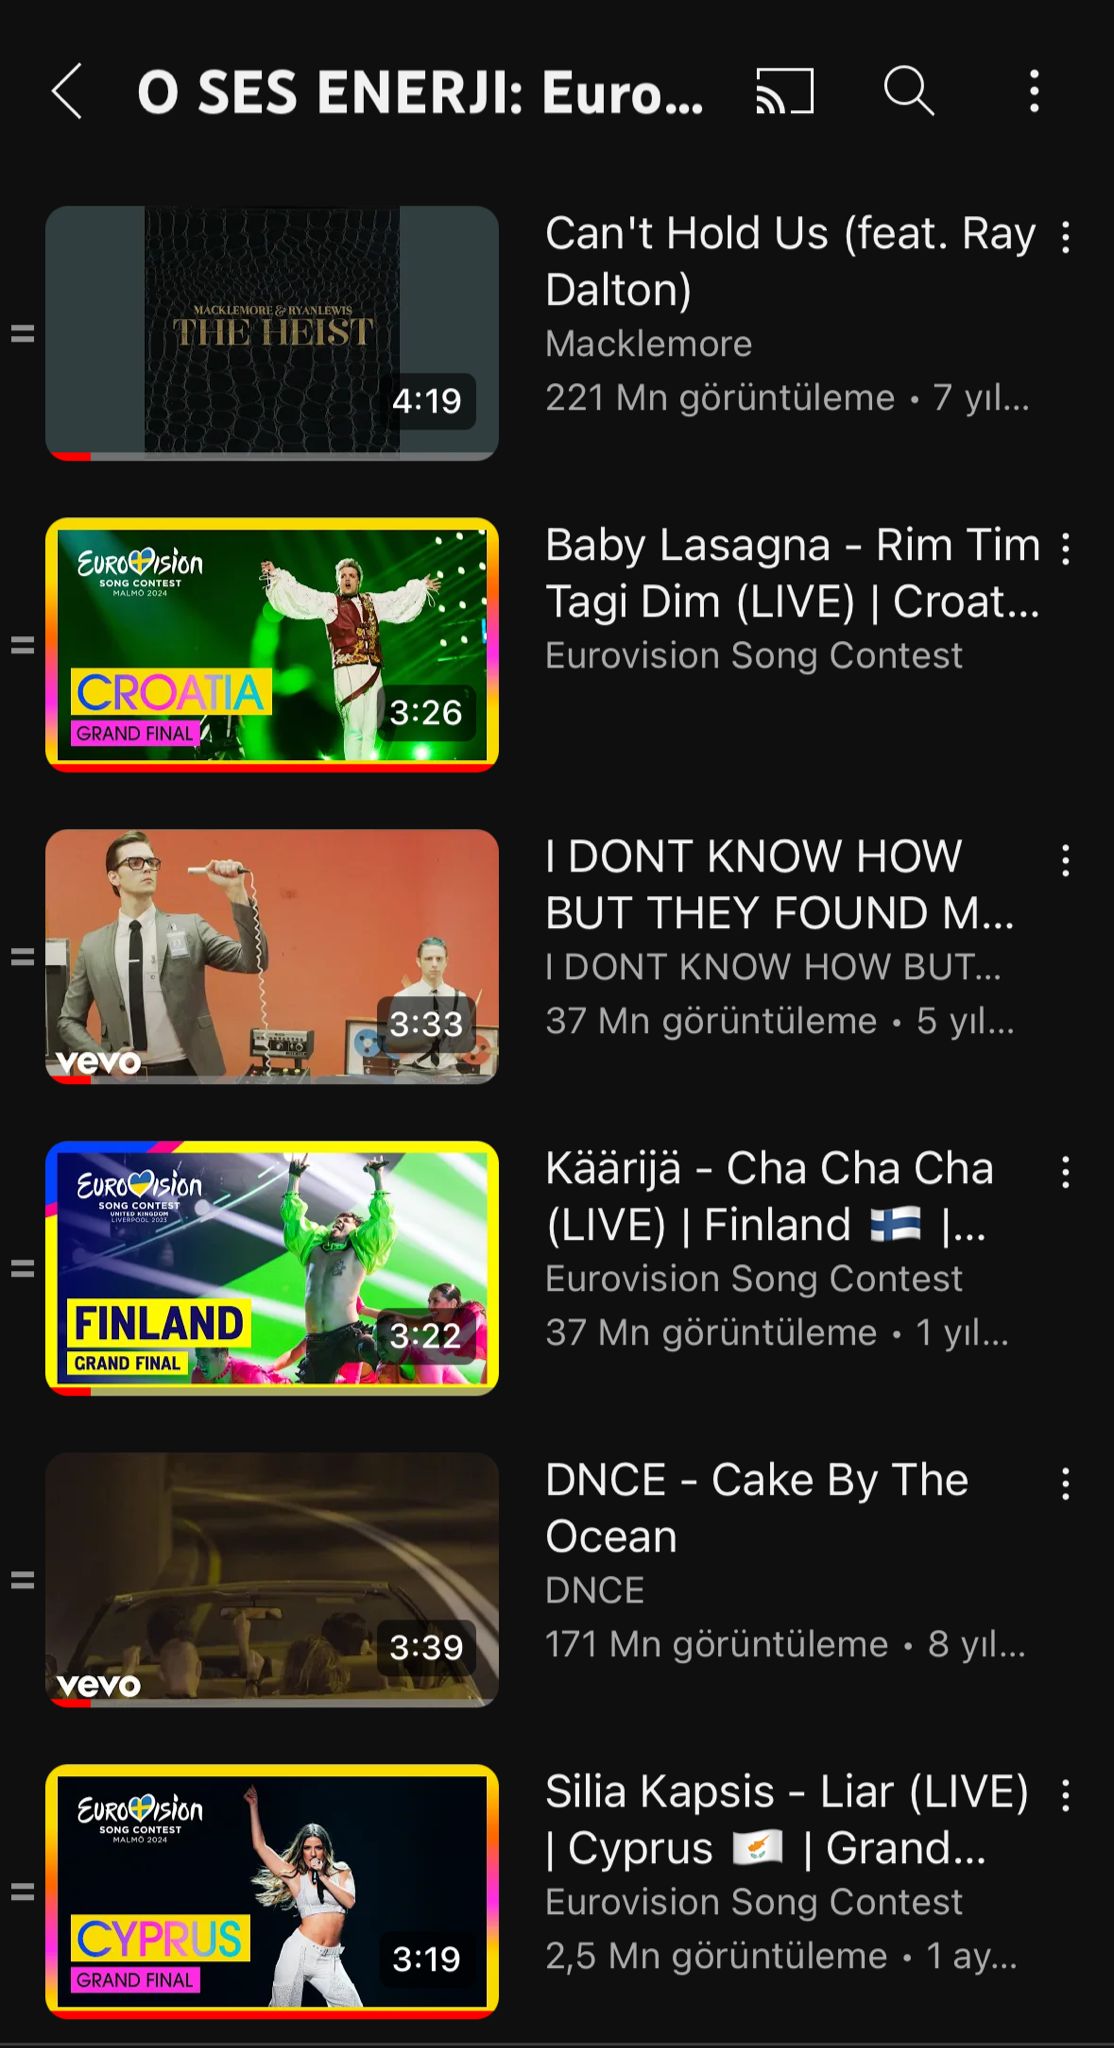 O SES ENERJI: Euro...
MACKLEMORE & RYAN LEWIS
THE HEIST
4:19
Can't Hold Us (feat. Ray
Dalton)
Macklemore
221 Mn görüntüleme • 7 yıl...
EUROVISION
SONG CONTEST
MALMÖ 2024
CROATIA
GRAND FINAL
3:26
Baby Lasagna - Rim Tim
Tagi Dim (LIVE) | Croat...
Eurovision Song Contest
vevo
3:33
I DONT KNOW HOW
BUT THEY FOUND M...
I DONT KNOW HOW BUT...
37 Mn görüntüleme • 5 yıl...
EUROVISION
SONG CONTEST
UNITED KINGDOM
LIVERPOOL 2023
FINLAND
GRAND FINAL
3:22
Käärijä - Cha Cha Cha
(LIVE) | Finland 🇫🇮 |...
Eurovision Song Contest
37 Mn görüntüleme • 1 yıl...
vevo
3:39
DNCE - Cake By The
Ocean
DNCE
171 Mn görüntüleme • 8 yıl...
EUROVISION
SONG CONTEST
MALMÖ 2024
CYPRUS
GRAND FINAL
3:19
Silia Kapsis - Liar (LIVE)
| Cyprus 🇨🇾 | Grand...
Eurovision Song Contest
2,5 Mn görüntüleme • 1 ay...